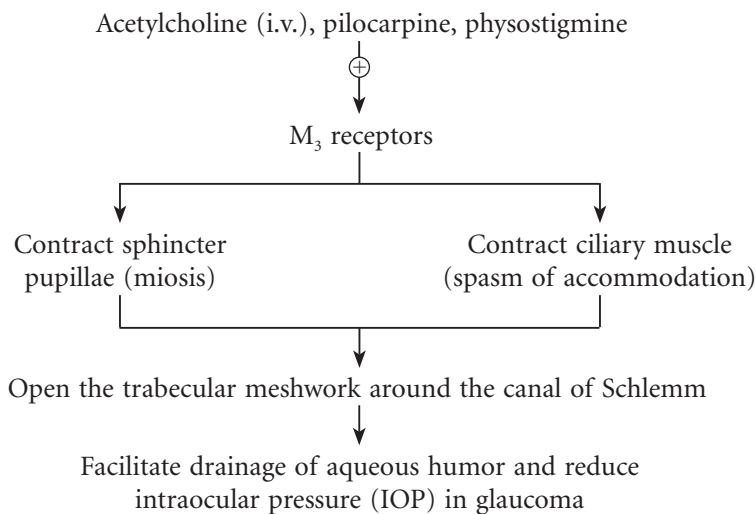 Acetylcholine (i.v.), pilocarpine, physostigmine
+
M₃ receptors
Contract sphincter
pupillae (miosis)
Contract ciliary muscle
(spasm of accommodation)
Open the trabecular meshwork around the canal of Schlemm
Facilitate drainage of aqueous humor and reduce
intraocular pressure (IOP) in glaucoma